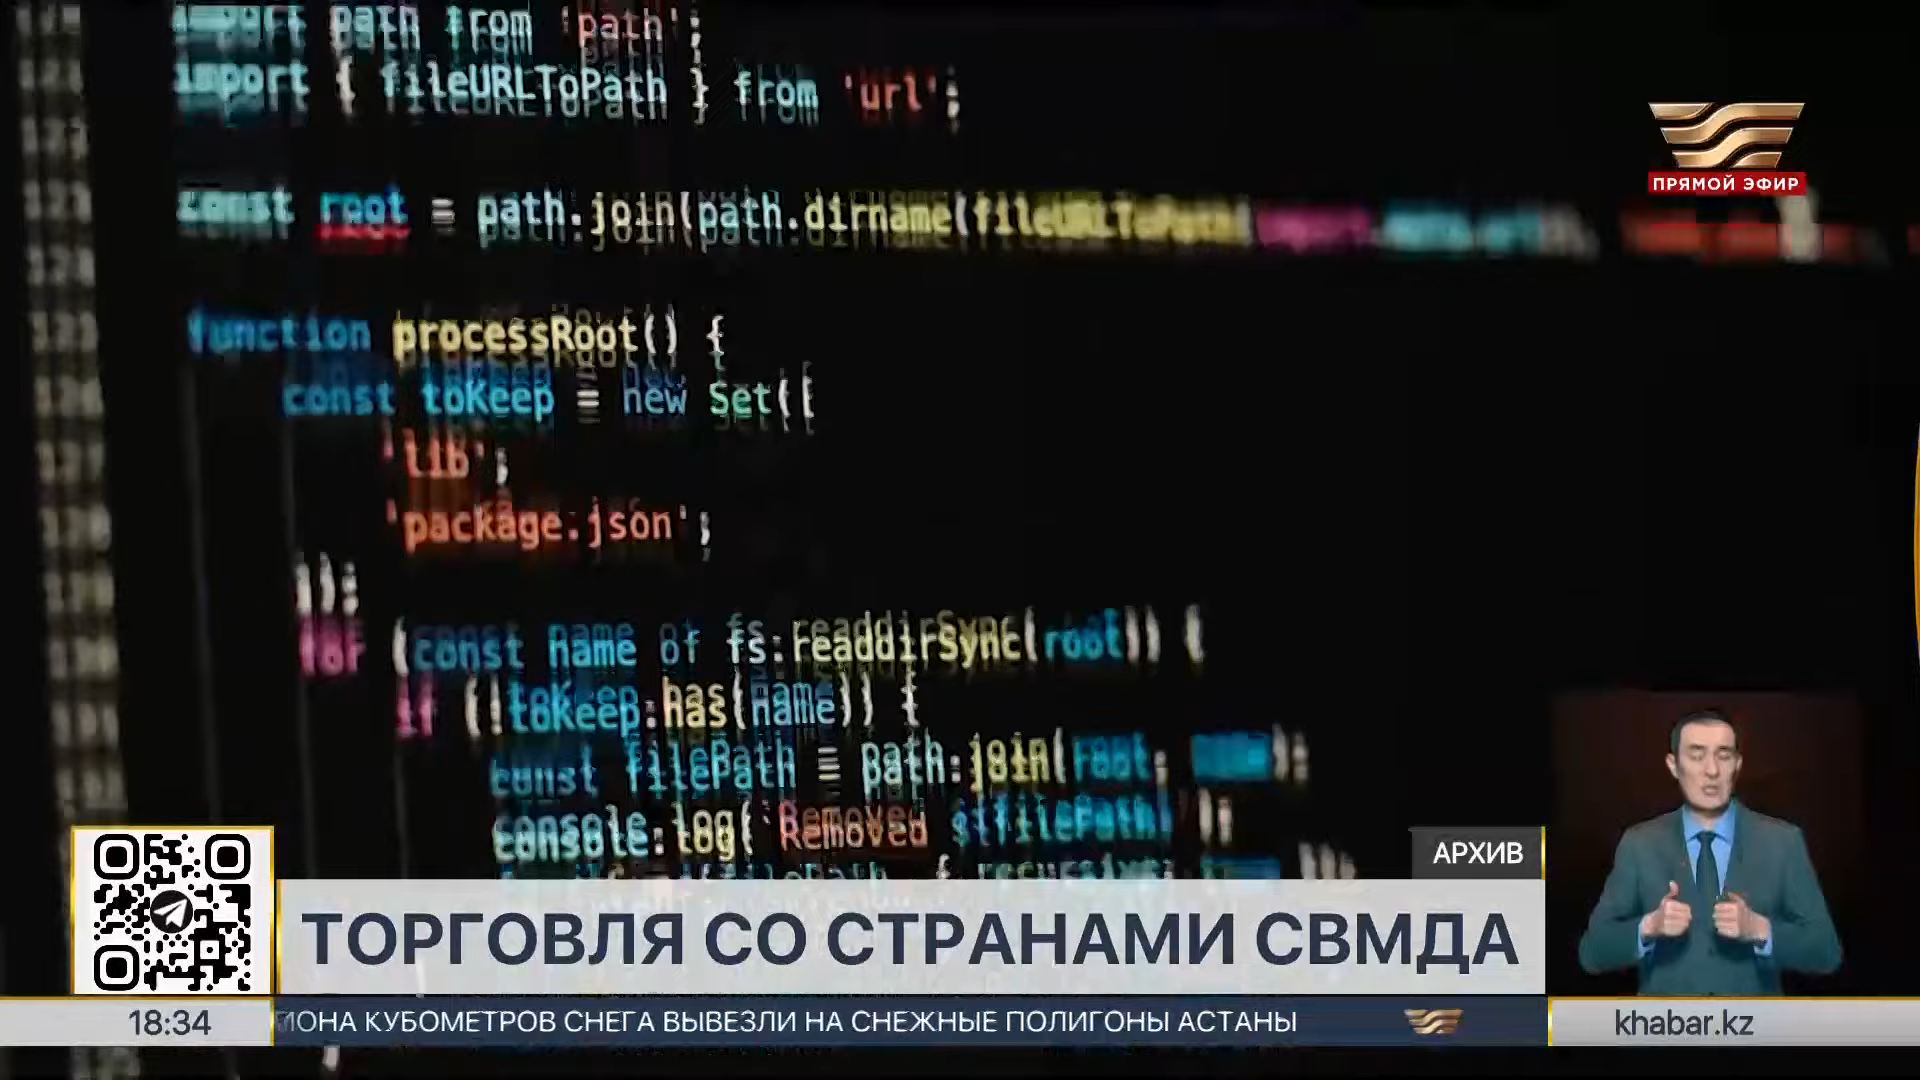 import path from 'path';
import { fileURLToPath } from 'url';
const root = path.join(path.dirname(fileURLToPath(import
ПРЯМОЙ ЭФИР
function processRoot() {
const toKeep = new Set([
'lib',
'package.json',
]);
for (const name of fs.readdirSync(root)) {
if (!toKeep.has(name)) {
const filePath = path.join(root,
console.log(`Removed ${filePath}`);
АРХИВ
ТОРГОВЛЯ СО СТРАНАМИ СВМДА
18:34
КУБОМЕТРОВ СНЕГА ВЫВЕЗЛИ НА СНЕЖНЫЕ ПОЛИГОНЫ АСТАНЫ
khabar.kz